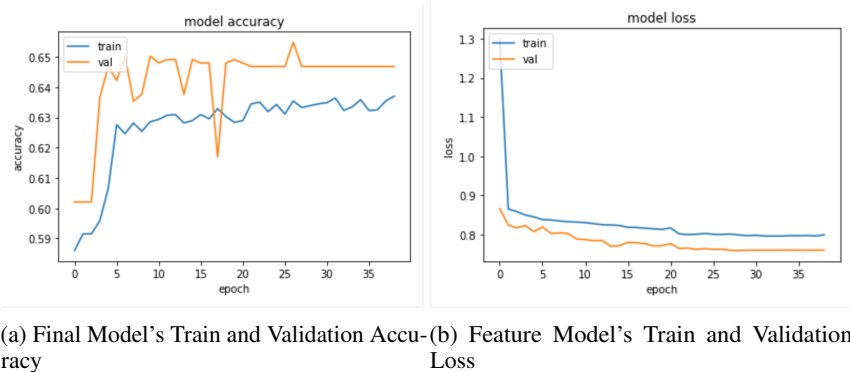 model accuracy
train
val
0.65
0.64
0.63
0.62
0.61
0.60
0.59
accuracy
0 5 10 15 20 25 30 35
epoch
model loss
train
val
1.3
1.2
1.1
1.0
0.9
0.8
loss
0 5 10 15 20 25 30 35
epoch
(a) Final Model's Train and Validation Accu-
racy
(b) Feature Model's Train and Validation
Loss